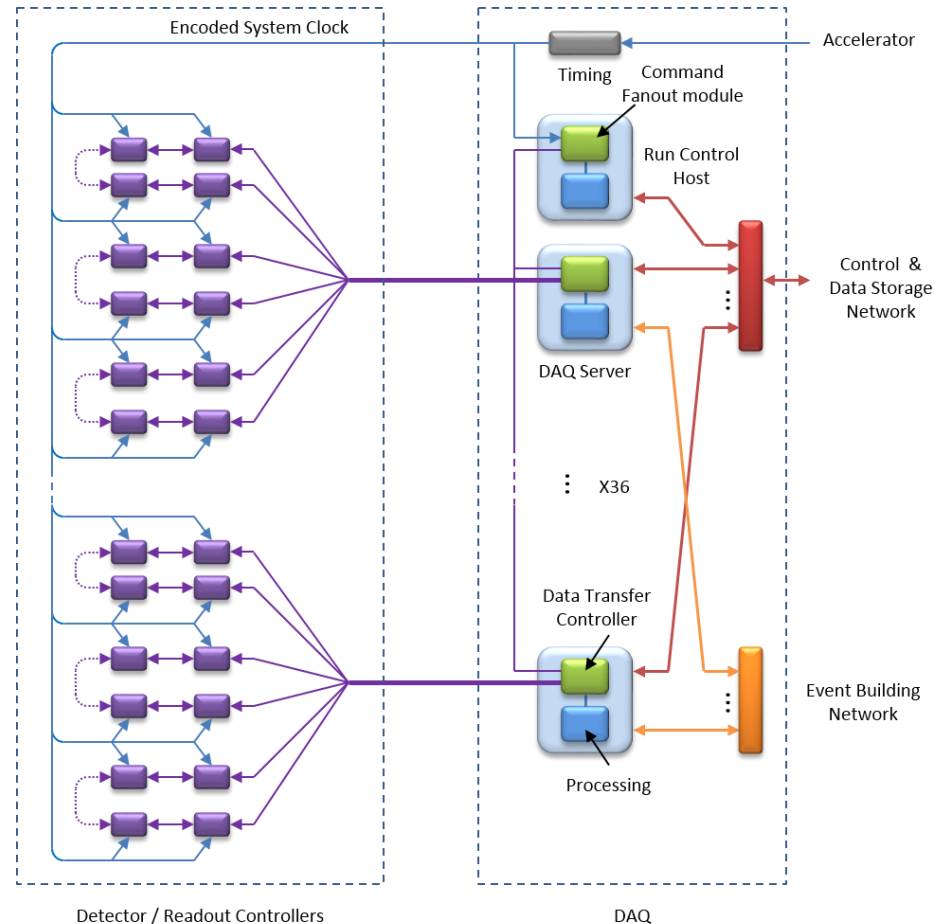 Encoded System Clock
Accelerator
Timing
Command
Fanout module
Run Control
Host
Control & 
Data Storage
Network
DAQ Server
X36
Data Transfer
Controller
Event Building
Network
Processing
Detector / Readout Controllers
DAQ